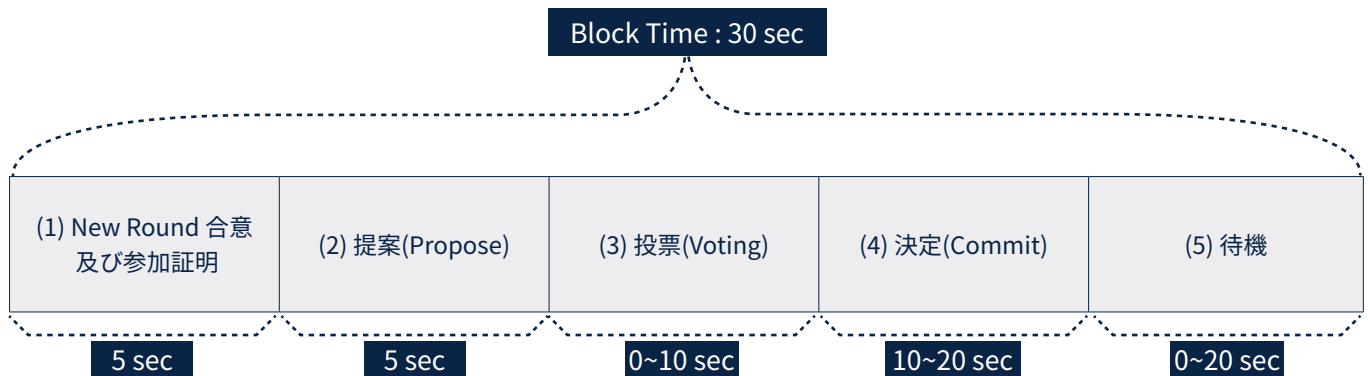 Block Time : 30 sec
(1) New Round 合意
及び参加証明
(2) 提案(Propose)
(3) 投票(Voting)
(4) 決定(Commit)
(5) 待機
5 sec
5 sec
0~10 sec
10~20 sec
0~20 sec